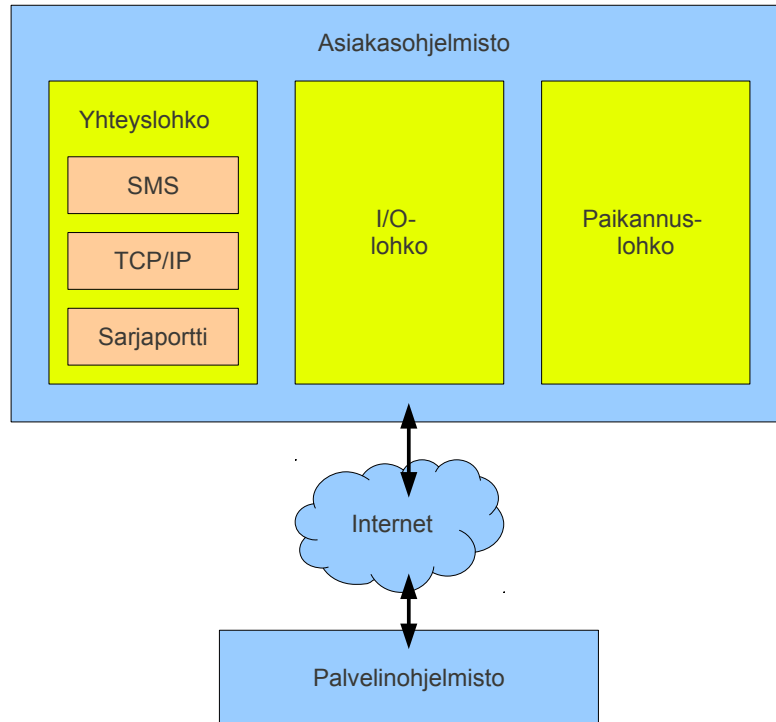 Asiakasohjelmisto
Yhteyslohko
SMS
TCP/IP
Sarjaportti
I/O-
lohko
Paikannus-
lohko
Internet
Palvelinohjelmisto